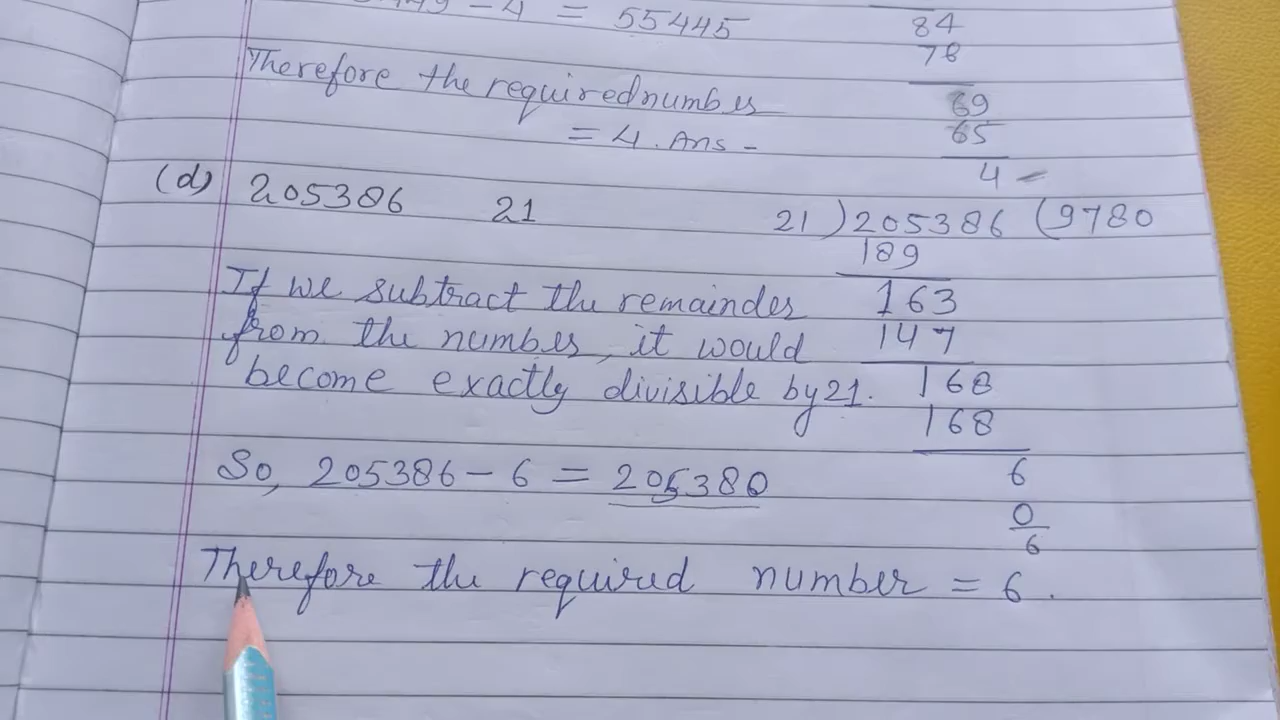 - 4 = 55445
84
78
Therefore the required number
= 4. Ans -
69
65
4 -
(d) 205386 21
21 ) 205386 ( 9780
189
163
147
168
168
6
0
6
If we subtract the remainder
from the number, it would
become exactly divisible by 21.
So, 205386 - 6 = 205380
Therefore the required number = 6.